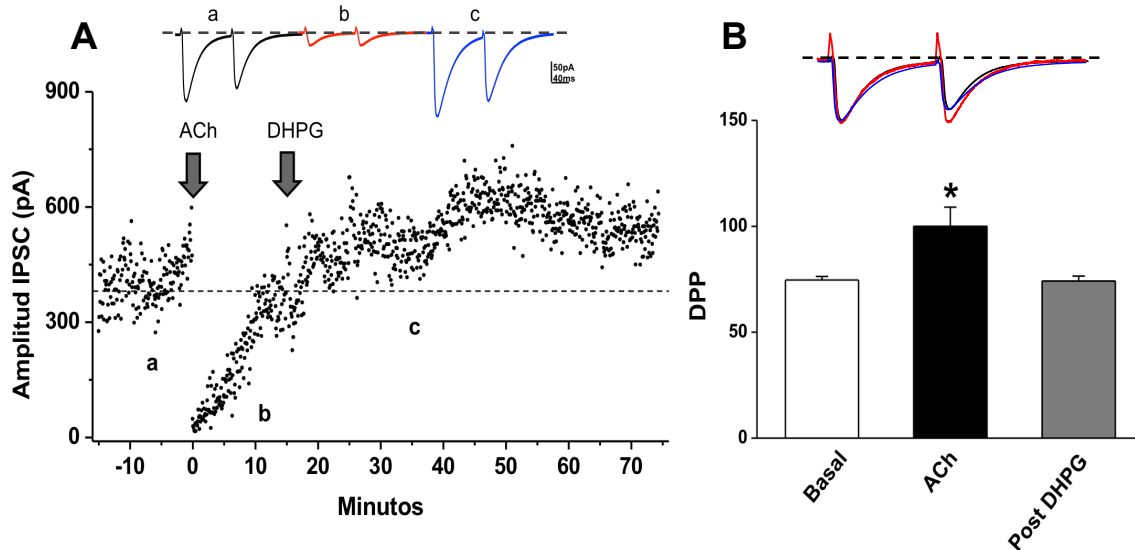 A
a b c
50pA
40ms
ACh DHPG
Amplitud IPSC (pA)
900
600
300
0
a
b
c
-10 0 10 20 30 40 50 60 70
Minutos
B
*
DPP
150
100
50
0
Basal
ACh
Post DHPG